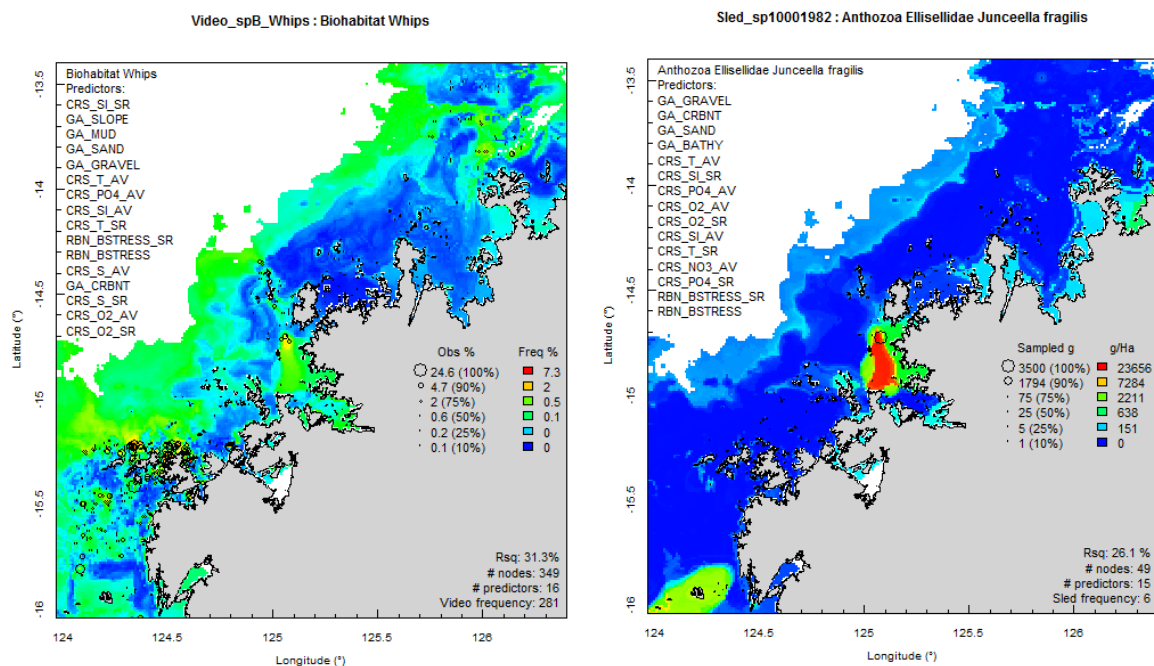 Video_spB_Whips : Biohabitat Whips
Biohabitat Whips
Predictors:
CRS_SI_SR
GA_SLOPE
GA_MUD
GA_SAND
GA_GRAVEL
CRS_T_AV
CRS_PO4_AV
CRS_SI_AV
CRS_T_SR
RBN_BSTRESS_SR
RBN_BSTRESS
CRS_S_AV
GA_CRBNT
CRS_S_SR
CRS_O2_AV
CRS_O2_SR
Obs % Freq %
24.6 (100%) 7.3
4.7 (90%) 2
2 (75%) 0.5
0.6 (50%) 0.1
0.2 (25%) 0
0.1 (10%) 0
Rsq: 31.3%
# nodes: 349
# predictors: 16
Video frequency: 281
Latitude (°)
-13.5
-14
-14.5
-15
-15.5
-16
124 124.5 125 125.5 126
Longitude (°)
Sled_sp10001982 : Anthozoa Ellisellidae Junceella fragilis
Anthozoa Ellisellidae Junceella fragilis
Predictors:
GA_GRAVEL
GA_CRBNT
GA_SAND
GA_BATHY
CRS_T_AV
CRS_SI_SR
CRS_PO4_AV
CRS_O2_AV
CRS_O2_SR
CRS_SI_AV
CRS_T_SR
CRS_NO3_AV
CRS_PO4_SR
RBN_BSTRESS_SR
RBN_BSTRESS
Sampled g g/Ha
3500 (100%) 23656
1794 (90%) 7284
75 (75%) 2211
25 (50%) 638
5 (25%) 151
1 (10%) 0
Rsq: 26.1 %
# nodes: 49
# predictors: 15
Sled frequency: 6
Latitude (°)
-13.5
-14
-14.5
-15
-15.5
-16
124 124.5 125 125.5 126
Longitude (°)